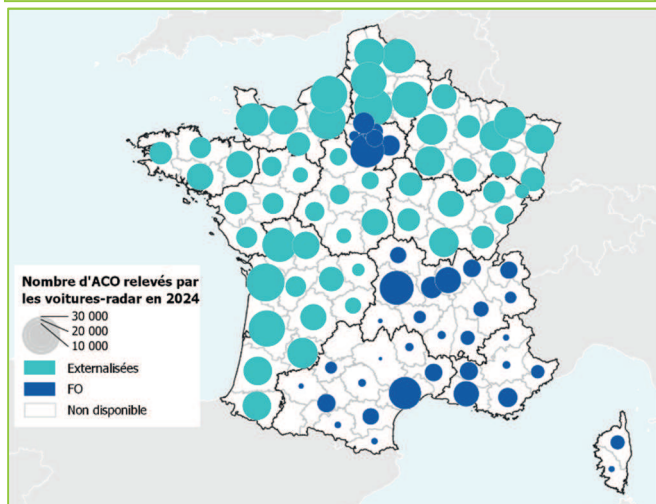 Nombre d'ACO relevés par
les voitures-radar en 2024
30 000
20 000
10 000
Externalisées
FO
Non disponible